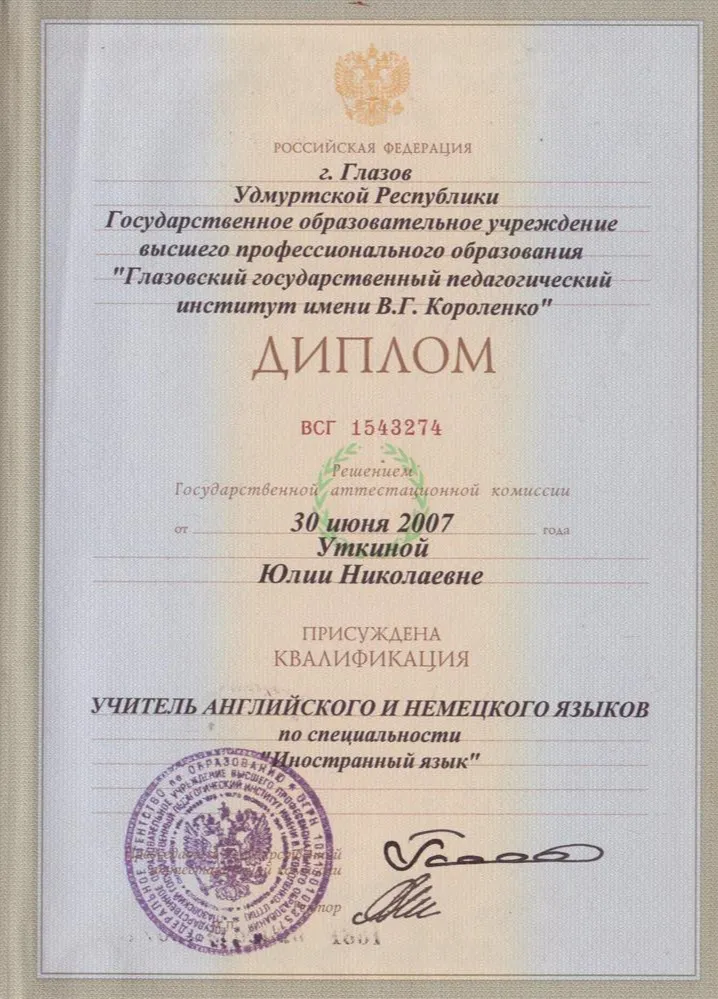 РОССИЙСКАЯ ФЕДЕРАЦИЯ
г. Глазов
Удмуртской Республики
Государственное образовательное учреждение
высшего профессионального образования
"Глазовский государственный педагогический
институт имени В.Г. Короленко"
ДИПЛОМ
ВСГ 1543274
Решением
Государственной аттестационной комиссии
от 30 июня 2007 года
Уткиной
Юлии Николаевне
ПРИСУЖДЕНА
КВАЛИФИКАЦИЯ
УЧИТЕЛЬ АНГЛИЙСКОГО И НЕМЕЦКОГО ЯЗЫКОВ
по специальности
"Иностранный язык"